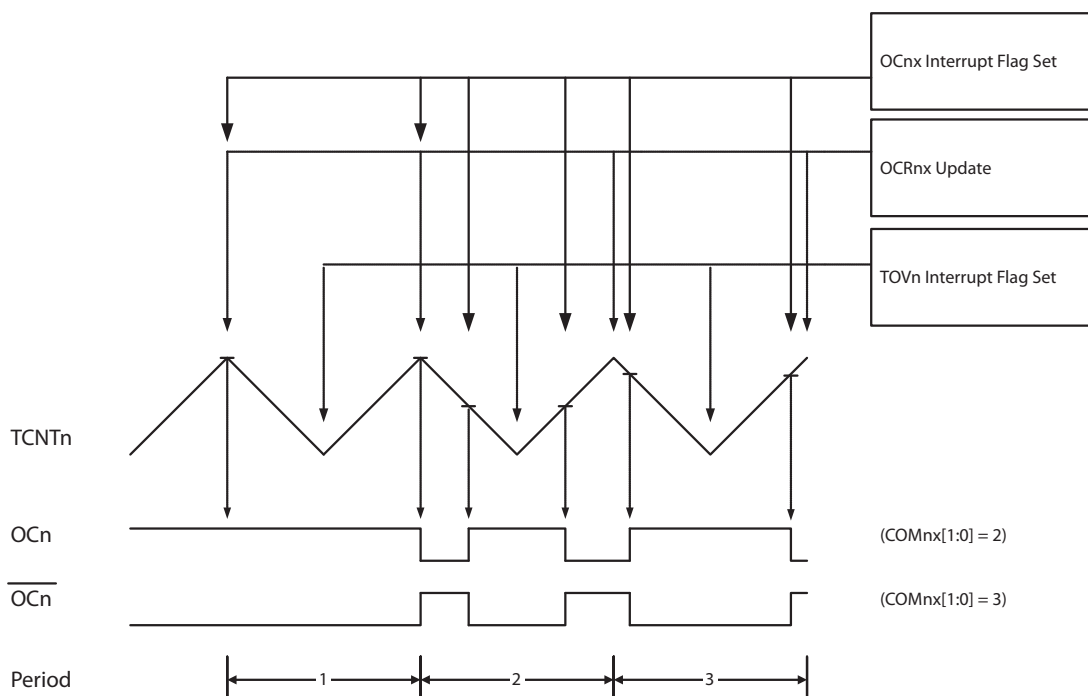 OCnx Interrupt Flag Set
OCRnx Update
TOVn Interrupt Flag Set
TCNTn
OCn
(COMnx[1:0] = 2)
OCn
(COMnx[1:0] = 3)
Period
1
2
3